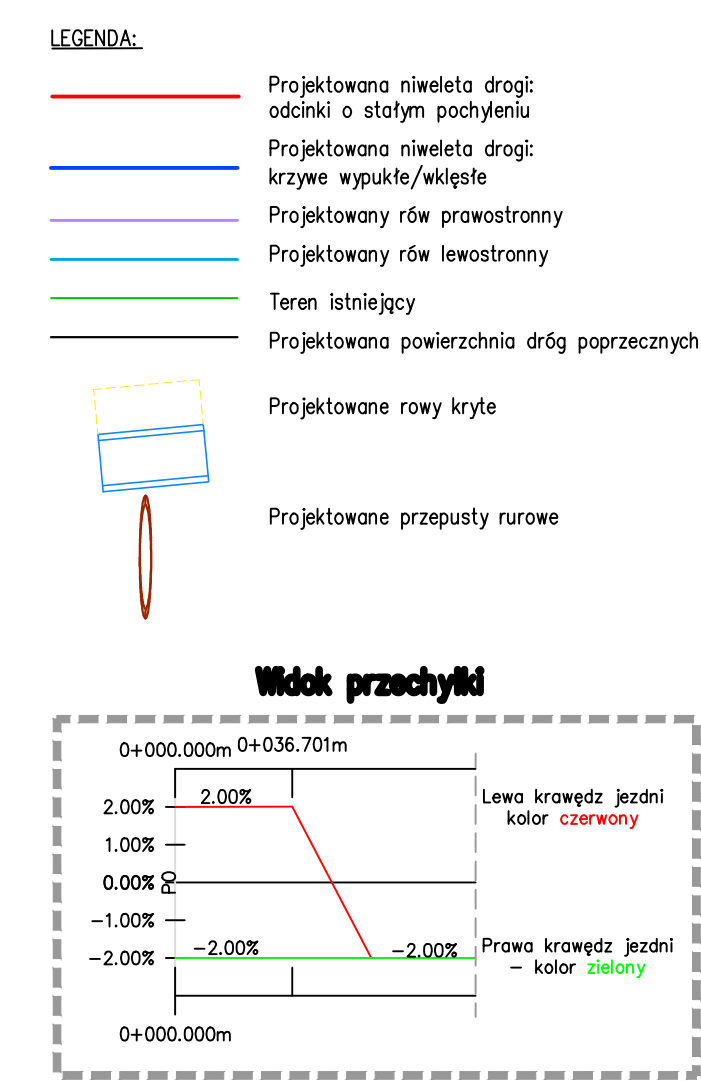 LEGENDA:
Projektowana niweleta drogi:
odcinki o stałym pochyleniu
Projektowana niweleta drogi:
krzywe wypukłe/wklęsłe
Projektowany rów prawostronny
Projektowany rów lewostronny
Teren istniejący
Projektowana powierzchnia dróg poprzecznych
Projektowane rowy kryte
Projektowane przepusty rurowe
Widok przechyłki
0+000.000m 0+036.701m
2.00% 2.00%
Lewa krawędz jezdni
kolor czerwony
1.00%
0.00%
P0
-1.00%
-2.00% -2.00% -2.00%
Prawa krawędz jezdni
- kolor zielony
0+000.000m